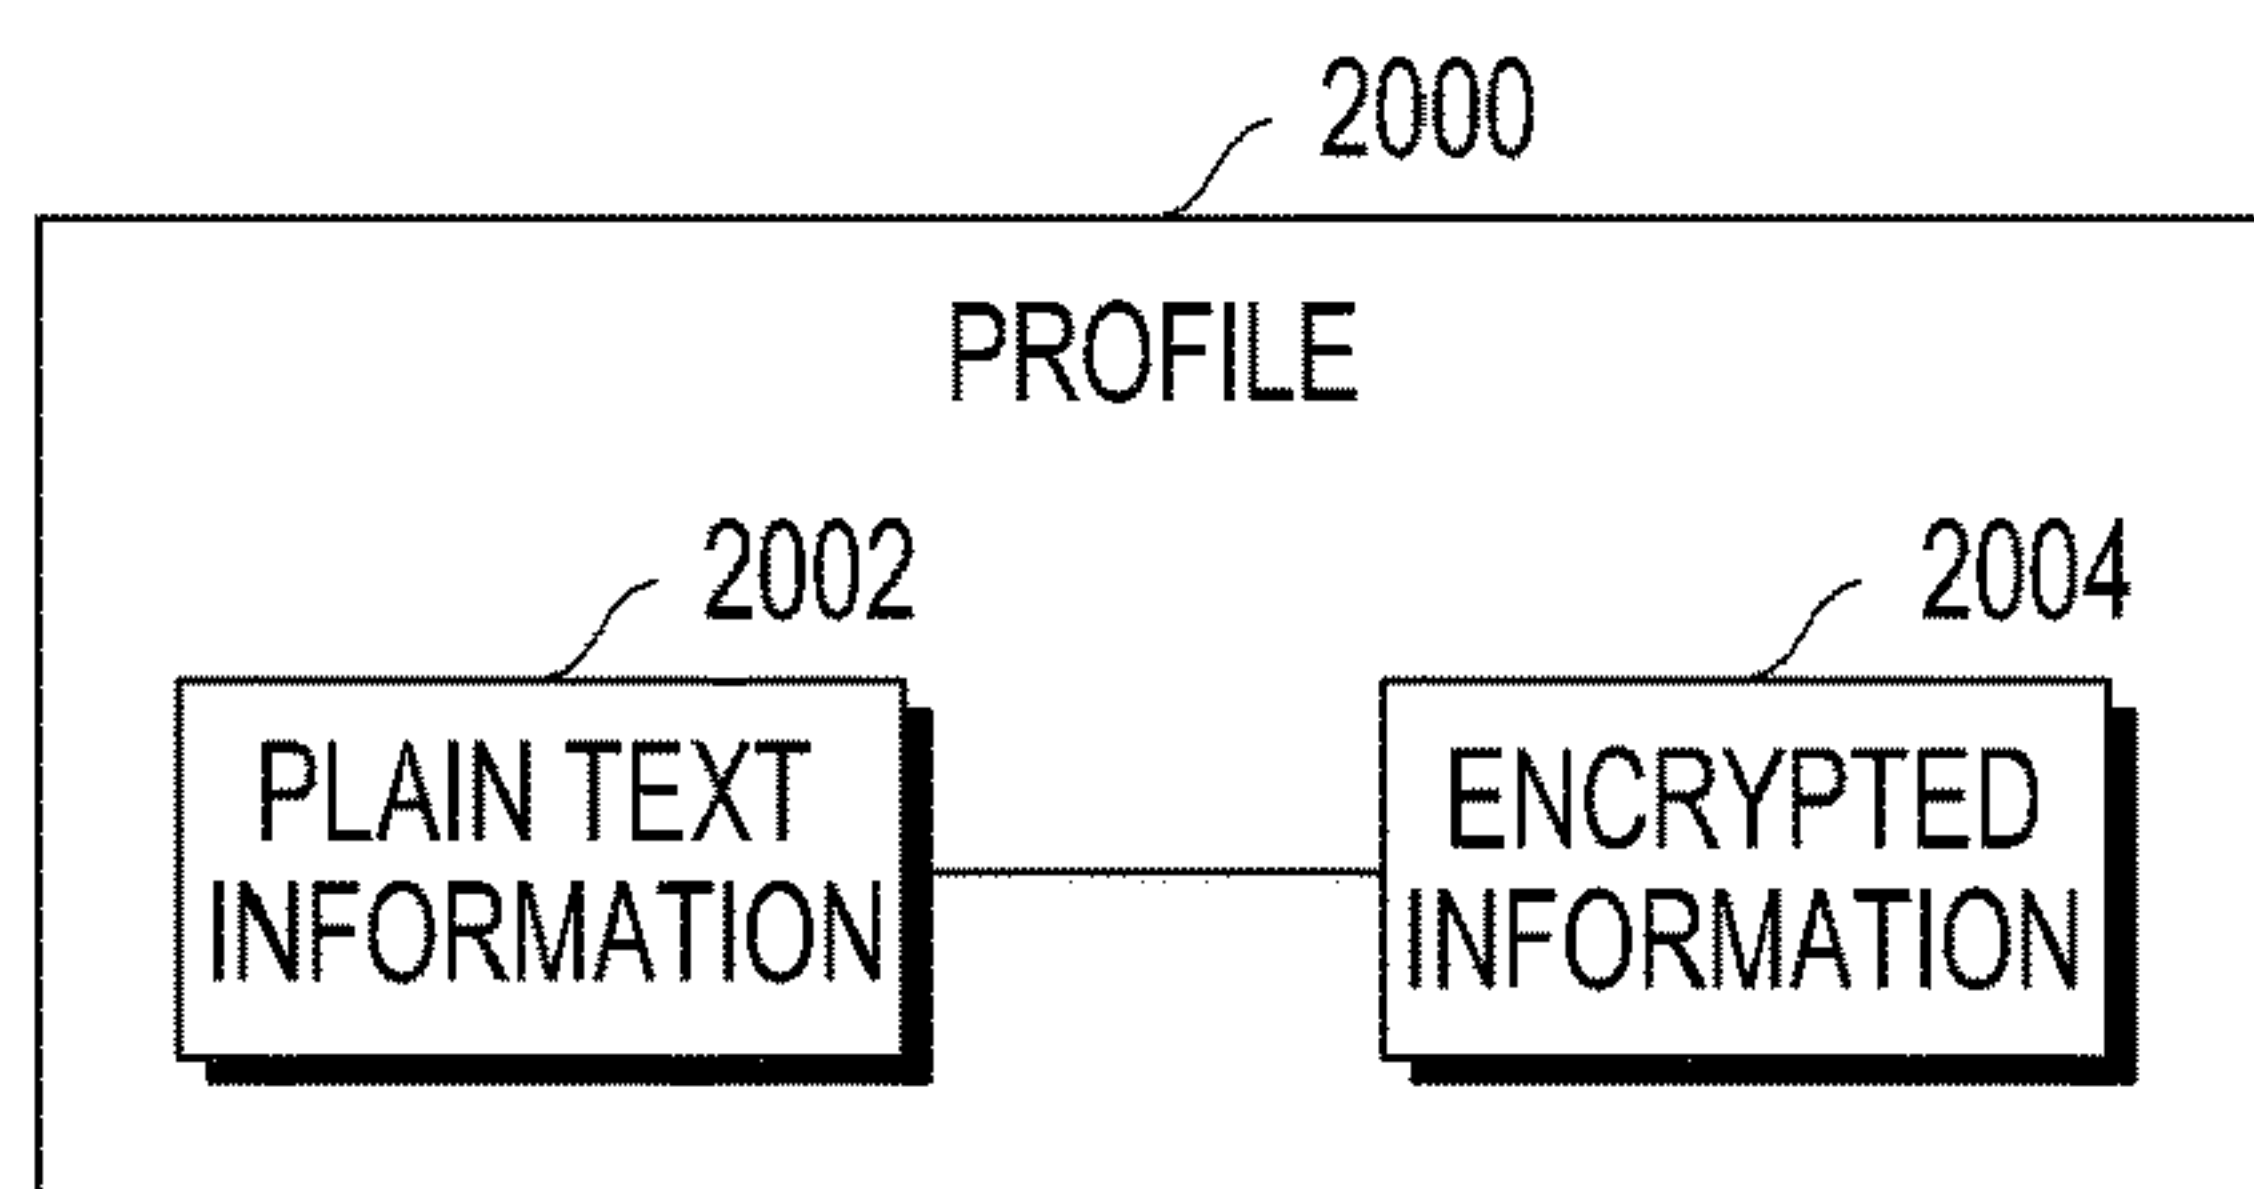 2000
PROFILE
2002
2004
PLAIN TEXT
INFORMATION
ENCRYPTED
INFORMATION